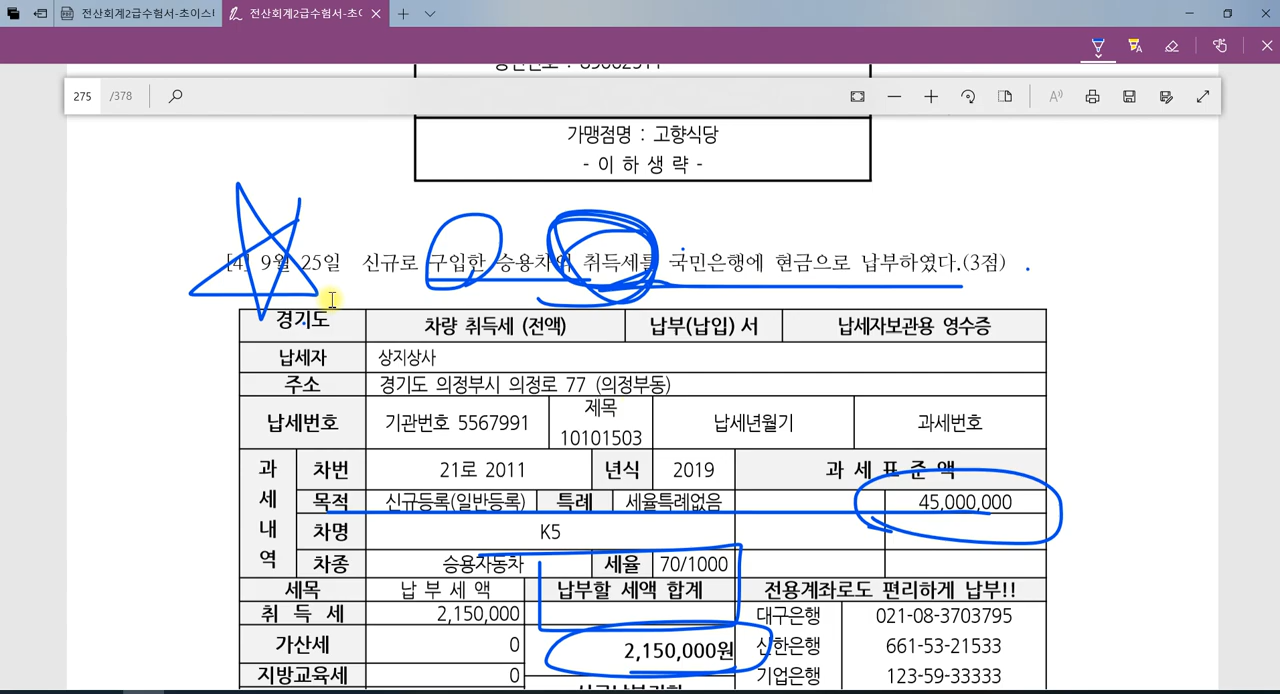 전산회계2급수험서-초이스
전산회계2급수험서-초이
275 /378
가맹점명 : 고향식당
- 이 하 생 략 -
[4] 9월 25일 신규로 구입한 승용차의 취득세를 국민은행에 현금으로 납부하였다.(3점)
경기도 차량 취득세 (전액) 납부(납입) 서 납세자보관용 영수증
납세자 상지상사
주소 경기도 의정부시 의정로 77 (의정부동)
납세번호 기관번호 5567991 제목 10101503 납세년월기 과세번호
과세내역 차번 21로 2011 년식 2019 과 세 표 준 액
목적 신규등록(일반등록) 특례 세율특례없음 45,000,000
차명 K5
차종 승용자동차 세율 70/1000
세목 납 부 세 액 납부할 세액 합계 전용계좌로도 편리하게 납부!!
취 득 세 2,150,000 대구은행 021-08-3703795
가산세 0 2,150,000원 신한은행 661-53-21533
지방교육세 0 기업은행 123-59-33333